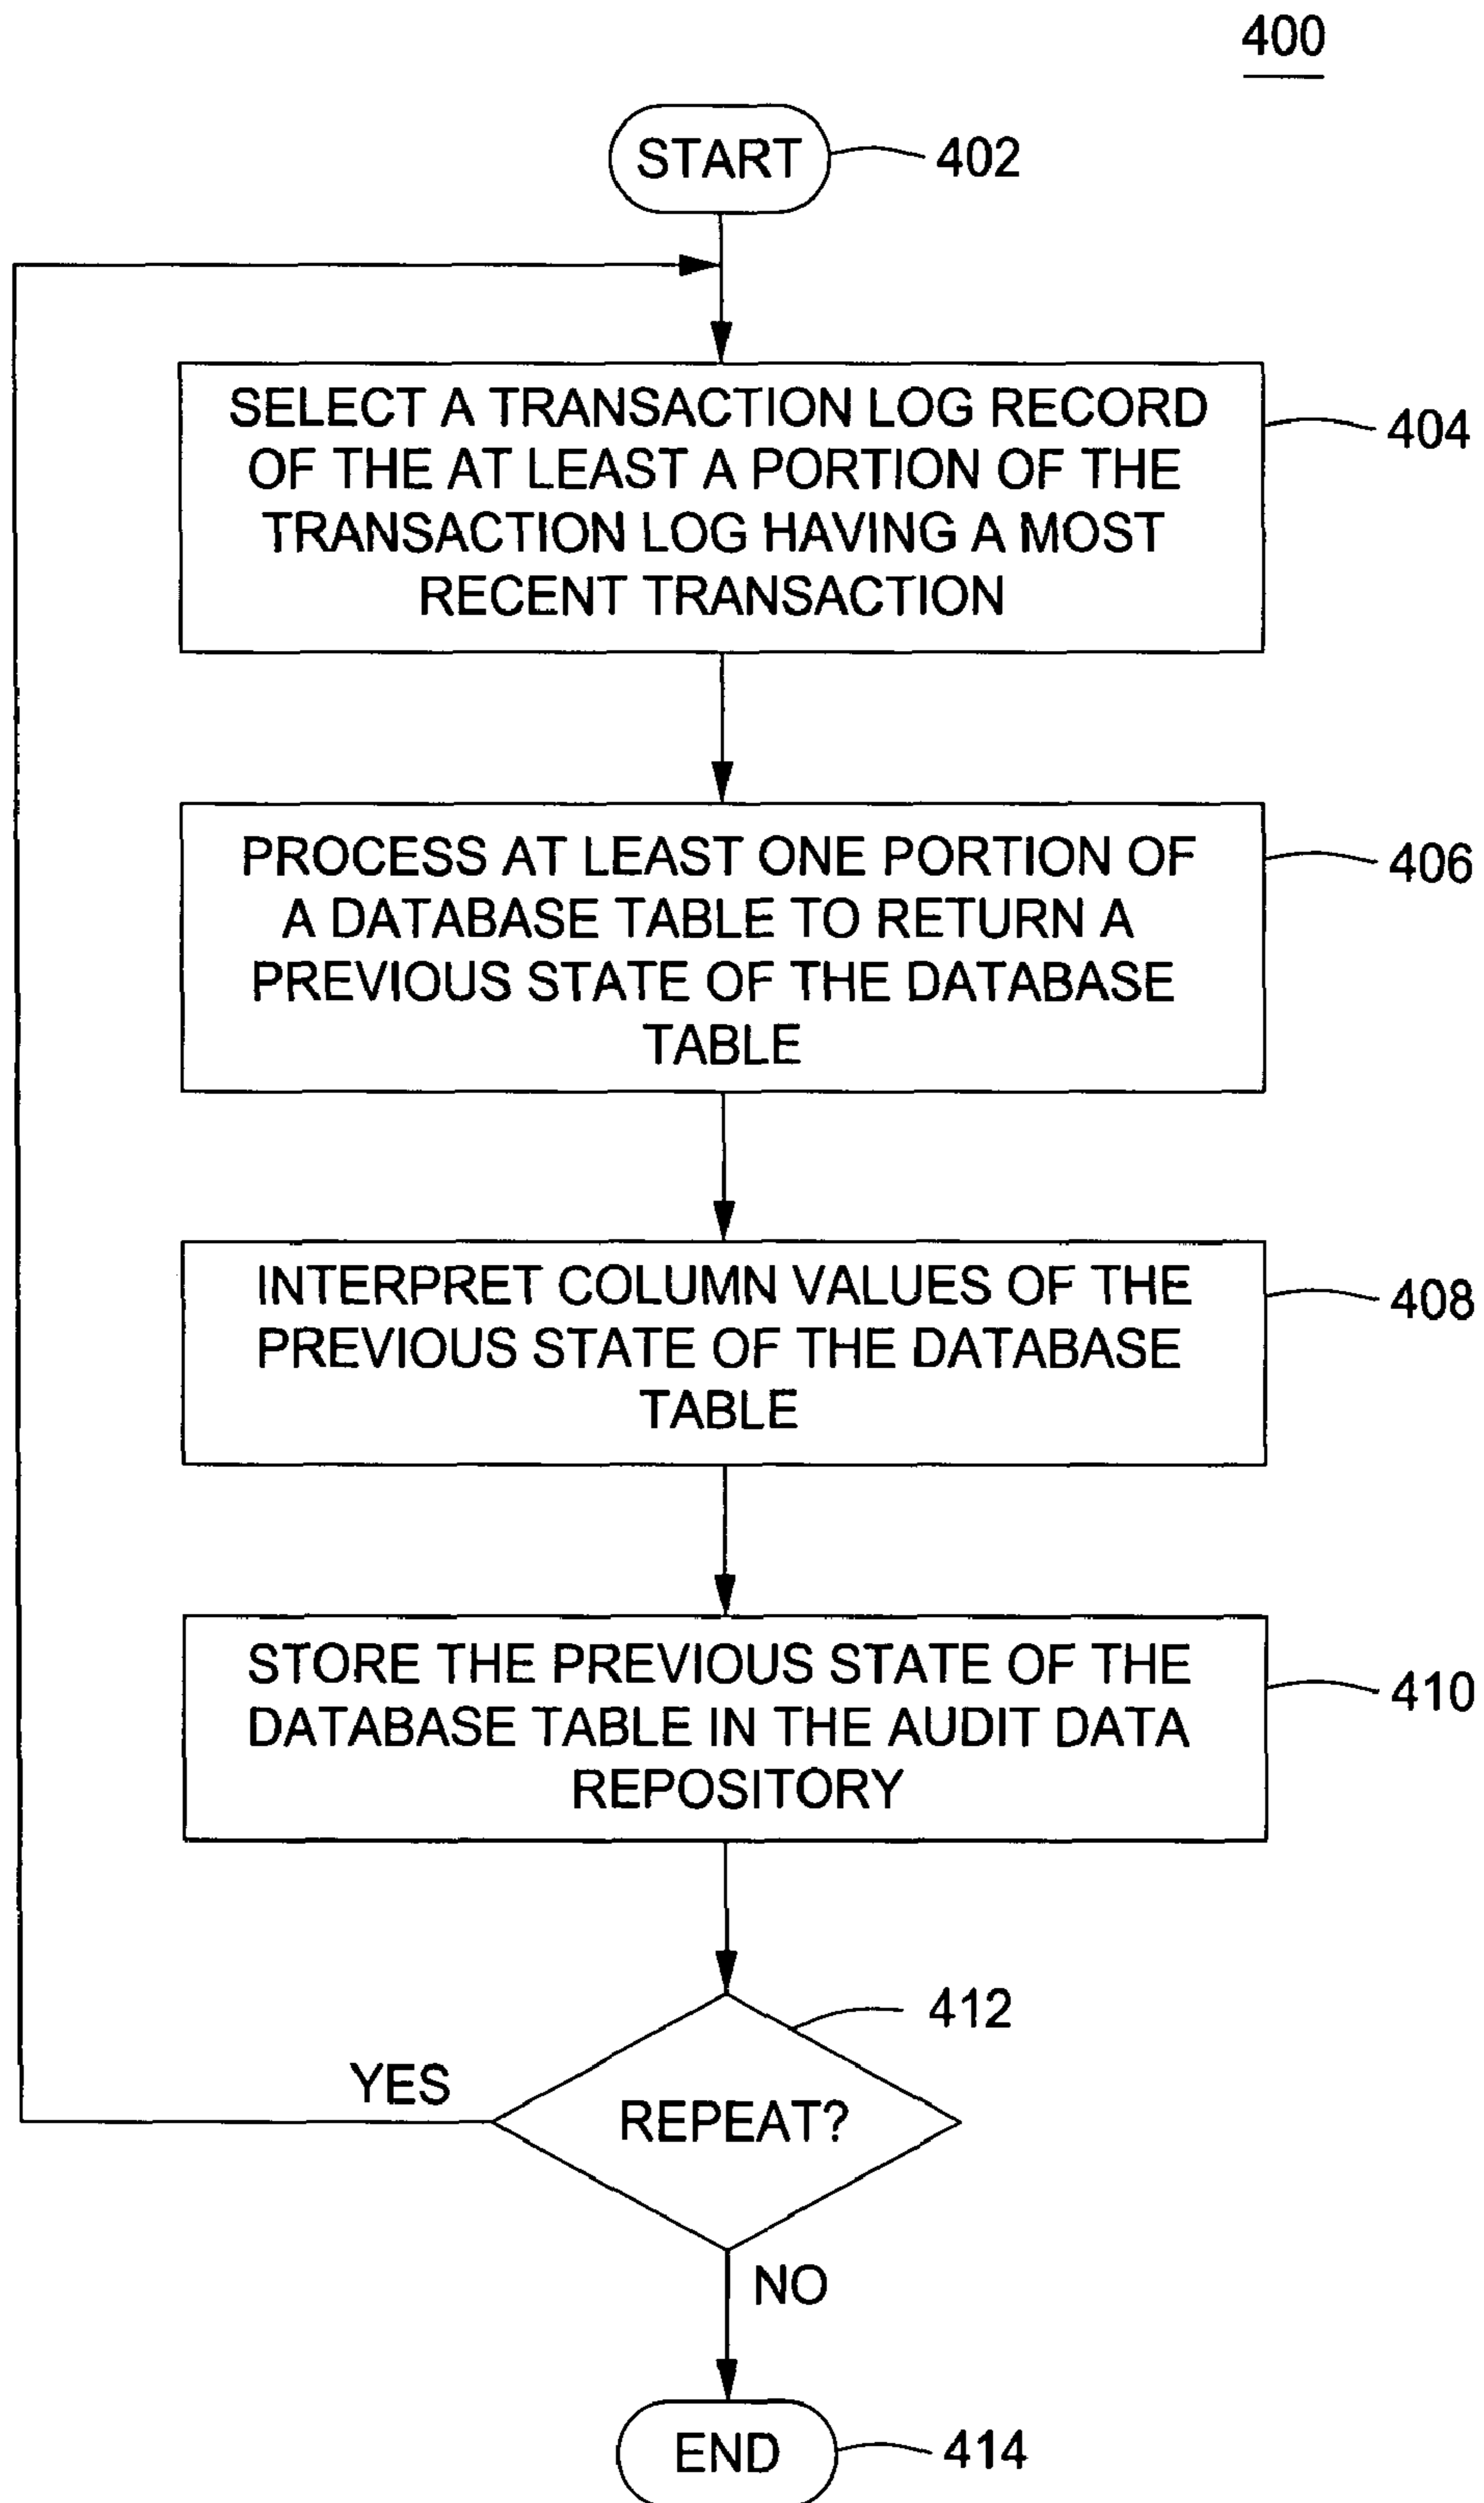 400
START
402
SELECT A TRANSACTION LOG RECORD
OF THE AT LEAST A PORTION OF THE
TRANSACTION LOG HAVING A MOST
RECENT TRANSACTION
404
PROCESS AT LEAST ONE PORTION OF
A DATABASE TABLE TO RETURN A
PREVIOUS STATE OF THE DATABASE
TABLE
406
INTERPRET COLUMN VALUES OF THE
PREVIOUS STATE OF THE DATABASE
TABLE
408
STORE THE PREVIOUS STATE OF THE
DATABASE TABLE IN THE AUDIT DATA
REPOSITORY
410
412
YES
REPEAT?
NO
END
414